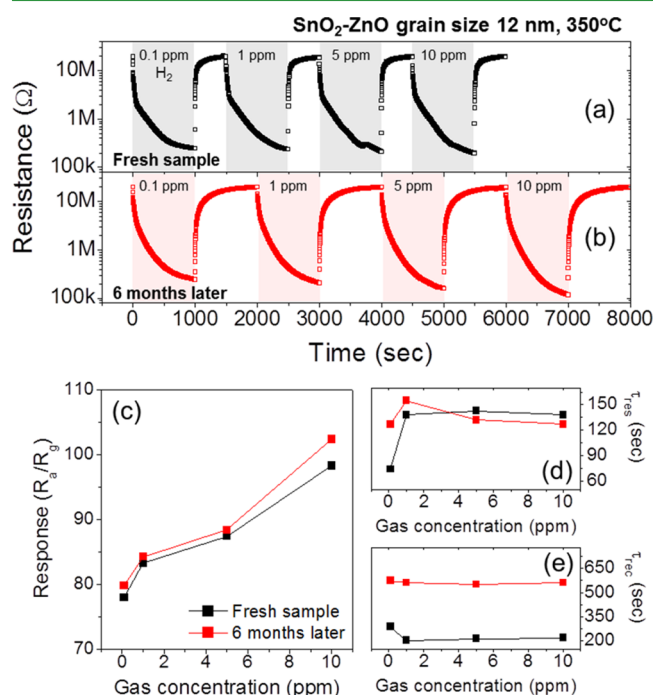 SnO₂-ZnO grain size 12 nm, 350°C
0.1 ppm 1 ppm 5 ppm 10 ppm
H₂
10M
1M
100k
Fresh sample
(a)
0.1 ppm 1 ppm 5 ppm 10 ppm
10M
1M
100k
6 months later
(b)
Resistance (Ω)
0 1000 2000 3000 4000 5000 6000 7000 8000
Time (sec)
(c)
110
100
90
80
70
Response (Rₐ/R_g)
Fresh sample
6 months later
0 2 4 6 8 10
Gas concentration (ppm)
(d)
150
120
90
60
τ_res (sec)
0 2 4 6 8 10
Gas concentration (ppm)
(e)
650
500
350
200
τ_rec (sec)
0 2 4 6 8 10
Gas concentration (ppm)